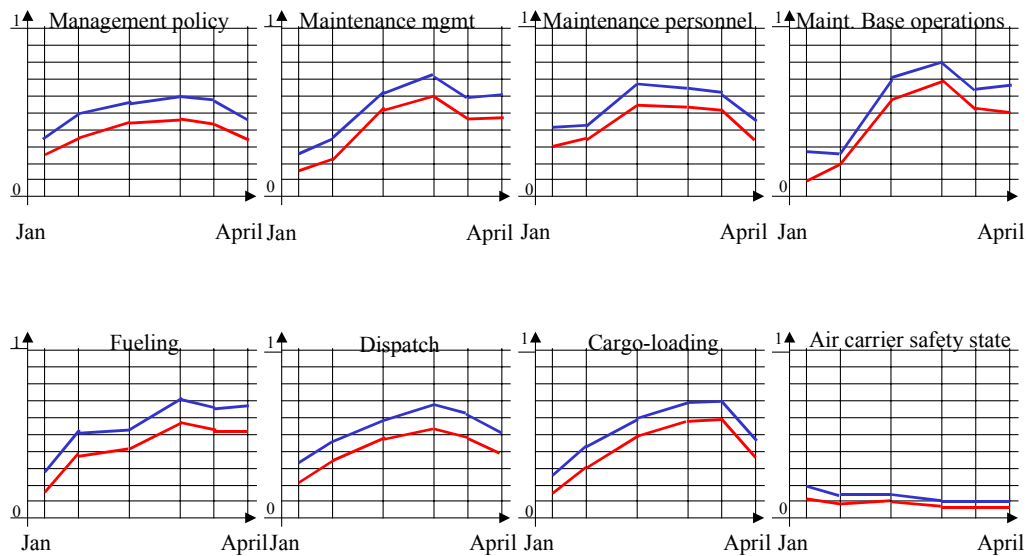 Management policy
1
0
Jan
April
Maintenance mgmt
1
0
Jan
April
Maintenance personnel
1
0
Jan
April
Maint. Base operations
1
0
Jan
April
Fueling
1
0
Jan
April
Dispatch
1
0
Jan
April
Cargo-loading
1
0
Jan
April
Air carrier safety state
1
0
Jan
April